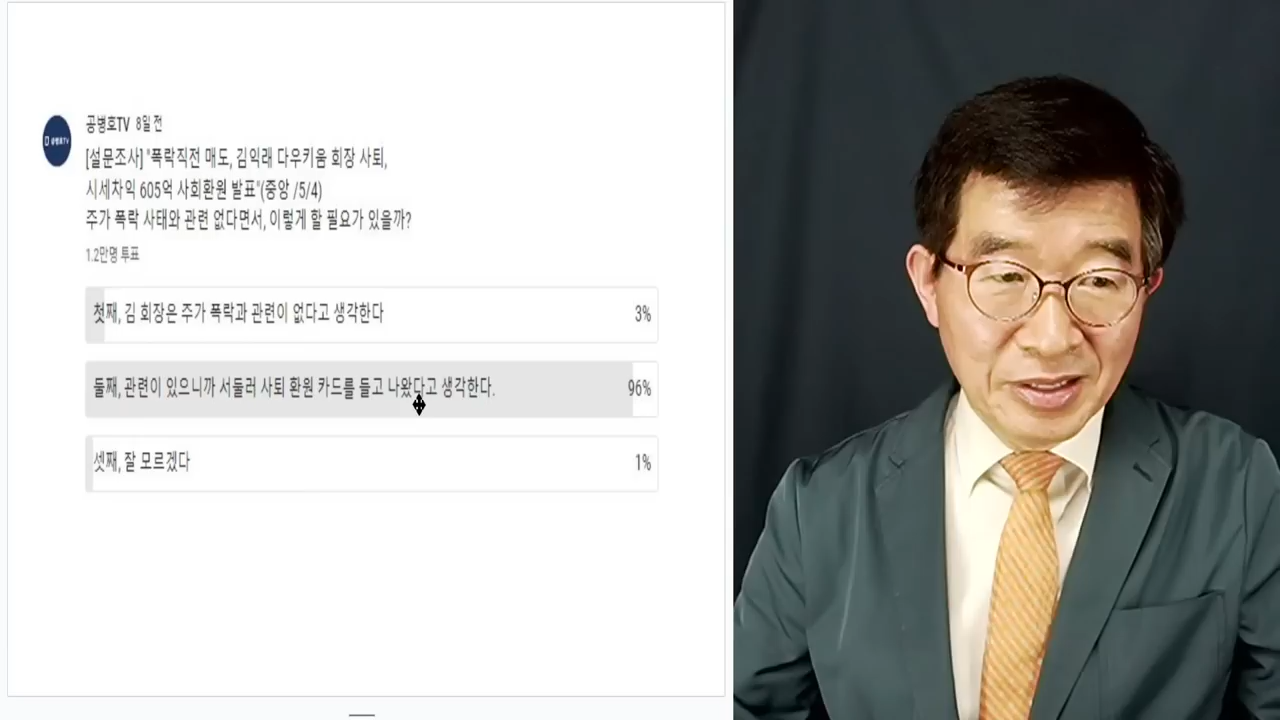 공병호TV
공병호TV 8일 전
[설문조사] "폭락직전 매도, 김익래 다우키움 회장 사퇴,
시세차익 605억 사회환원 발표"(중앙 /5/4)
주가 폭락 사태와 관련 없다면서, 이렇게 할 필요가 있을까?
1.2만명 투표
첫째, 김 회장은 주가 폭락과 관련이 없다고 생각한다 3%
둘째, 관련이 있으니까 서둘러 사퇴 환원 카드를 들고 나왔다고 생각한다. 96%
셋째, 잘 모르겠다 1%